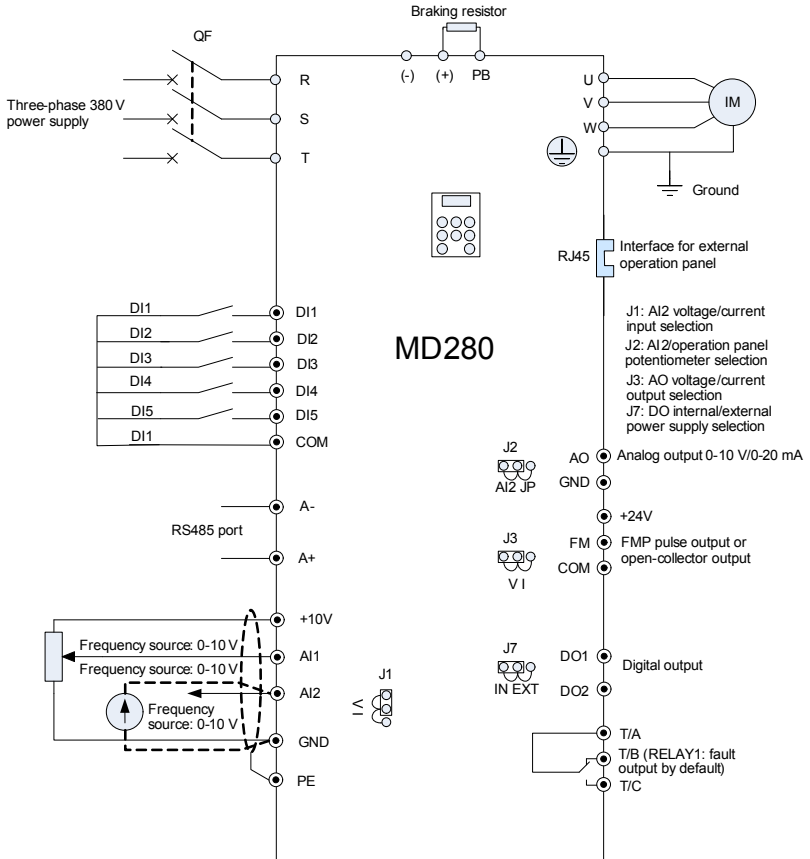 Braking resistor
QF
(-) (+) PB
R
S
T
Three-phase 380 V
power supply
U
V
W
IM
Ground
RJ45
Interface for external
operation panel
DI1
DI2
DI3
DI4
DI5
DI1
DI1
DI2
DI3
DI4
DI5
COM
MD280
J1: AI2 voltage/current
input selection
J2: AI2/operation panel
potentiometer selection
J3: AO voltage/current
output selection
J7: DO internal/external
power supply selection
J2
AI2 JP
AO
Analog output 0-10 V/0-20 mA
GND
+24V
A-
RS485 port
A+
J3
V I
FM
COM
FMP pulse output or
open-collector output
+10V
AI1
AI2
GND
PE
Frequency source: 0-10 V
Frequency source: 0-10 V
Frequency
source: 0-10 V
J1
V I
J7
IN EXT
DO1
DO2
Digital output
T/A
T/B (RELAY1: fault
output by default)
T/C